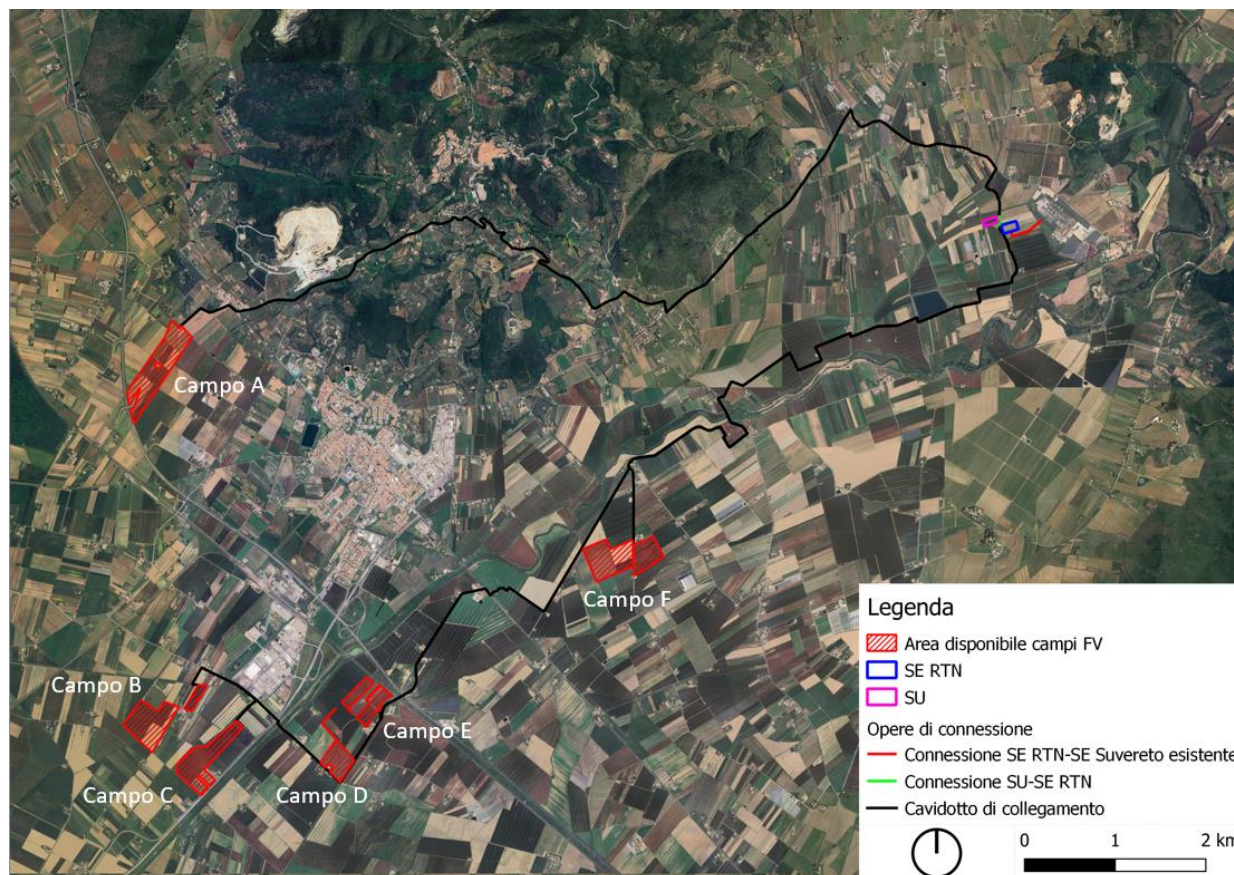 Campo A
Campo F
Campo B
Campo E
Campo C
Campo D
Legenda
Area disponibile campi FV
SE RTN
SU
Opere di connessione
Connessione SE RTN-SE Suvereto esistente
Connessione SU-SE RTN
Cavidotto di collegamento
0 1 2 km